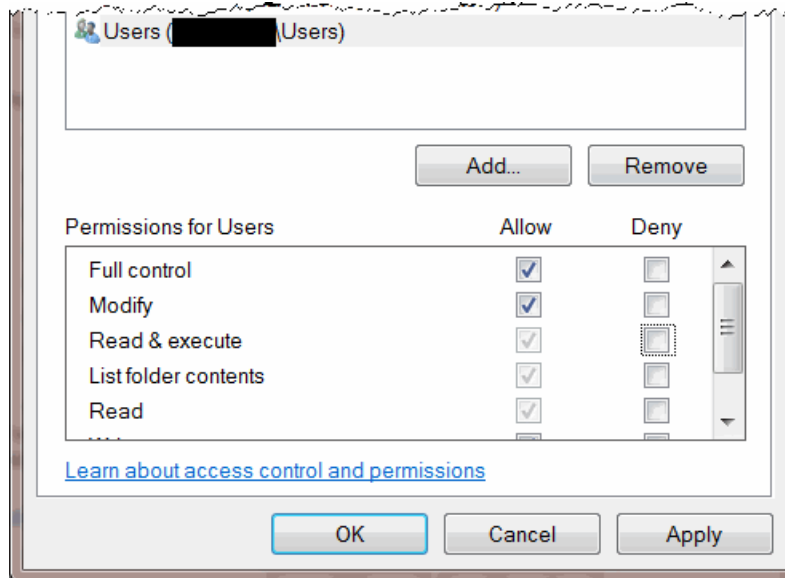 Users (\Users)
Add... Remove
Permissions for Users Allow Deny
Full control
Modify
Read & execute
List folder contents
Read
Learn about access control and permissions
OK Cancel Apply